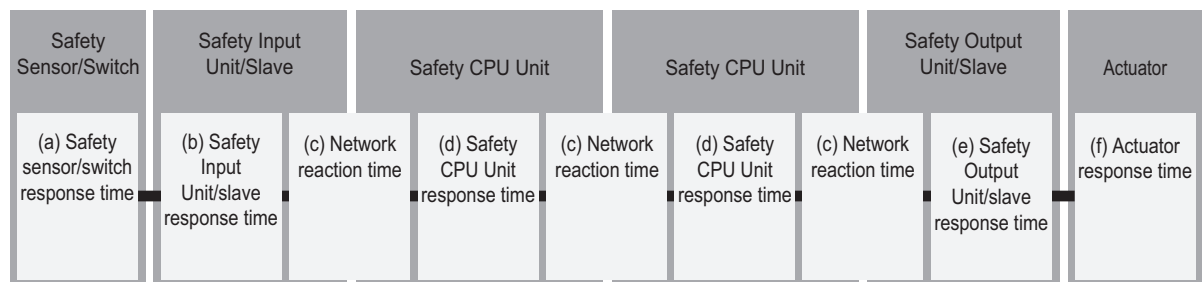 Safety
Sensor/Switch
Safety Input
Unit/Slave
Safety CPU Unit
Safety CPU Unit
Safety Output
Unit/Slave
Actuator
(a) Safety
sensor/switch
response time
(b) Safety
Input
Unit/slave
response time
(c) Network
reaction time
(d) Safety
CPU Unit
response time
(c) Network
reaction time
(d) Safety
CPU Unit
response time
(c) Network
reaction time
(e) Safety
Output
Unit/slave
response time
(f) Actuator
response time